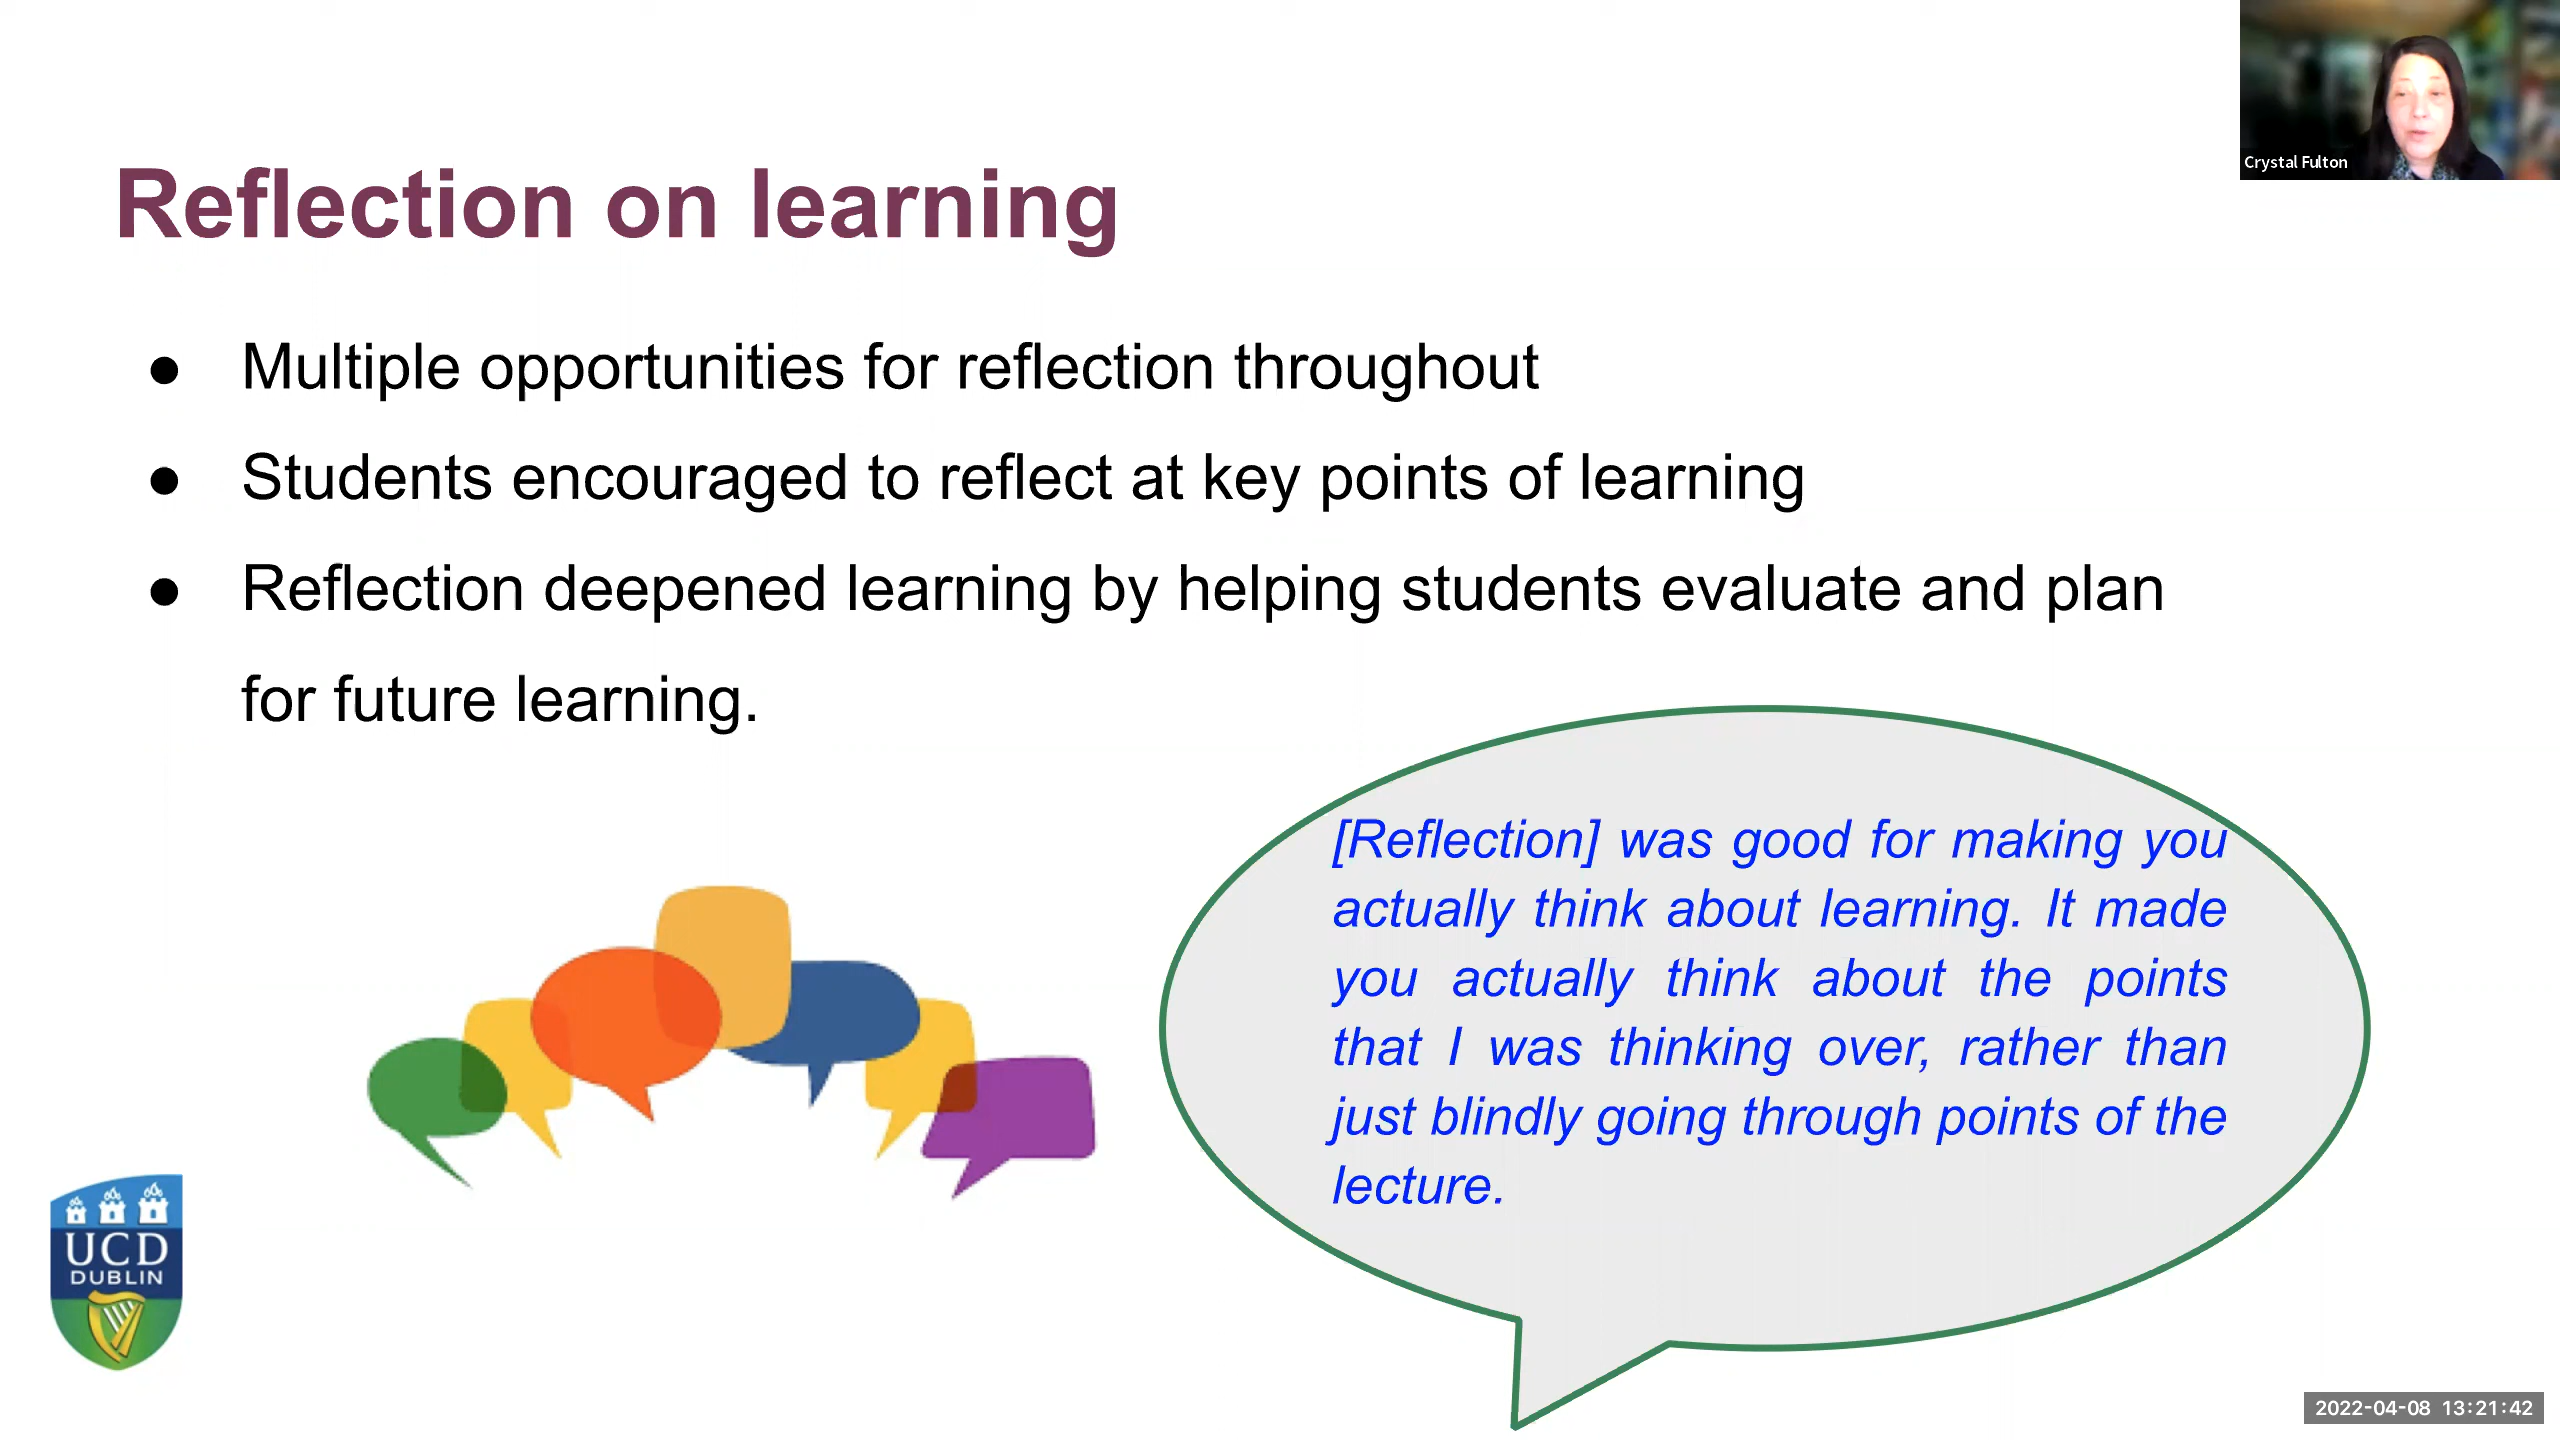 Crystal Fulton
Reflection on learning
● Multiple opportunities for reflection throughout
● Students encouraged to reflect at key points of learning
● Reflection deepened learning by helping students evaluate and plan
for future learning.
[Reflection] was good for making you
actually think about learning. It made
you actually think about the points
that I was thinking over, rather than
just blindly going through points of the
lecture.
UCD
DUBLIN
2022-04-08 13:21:42